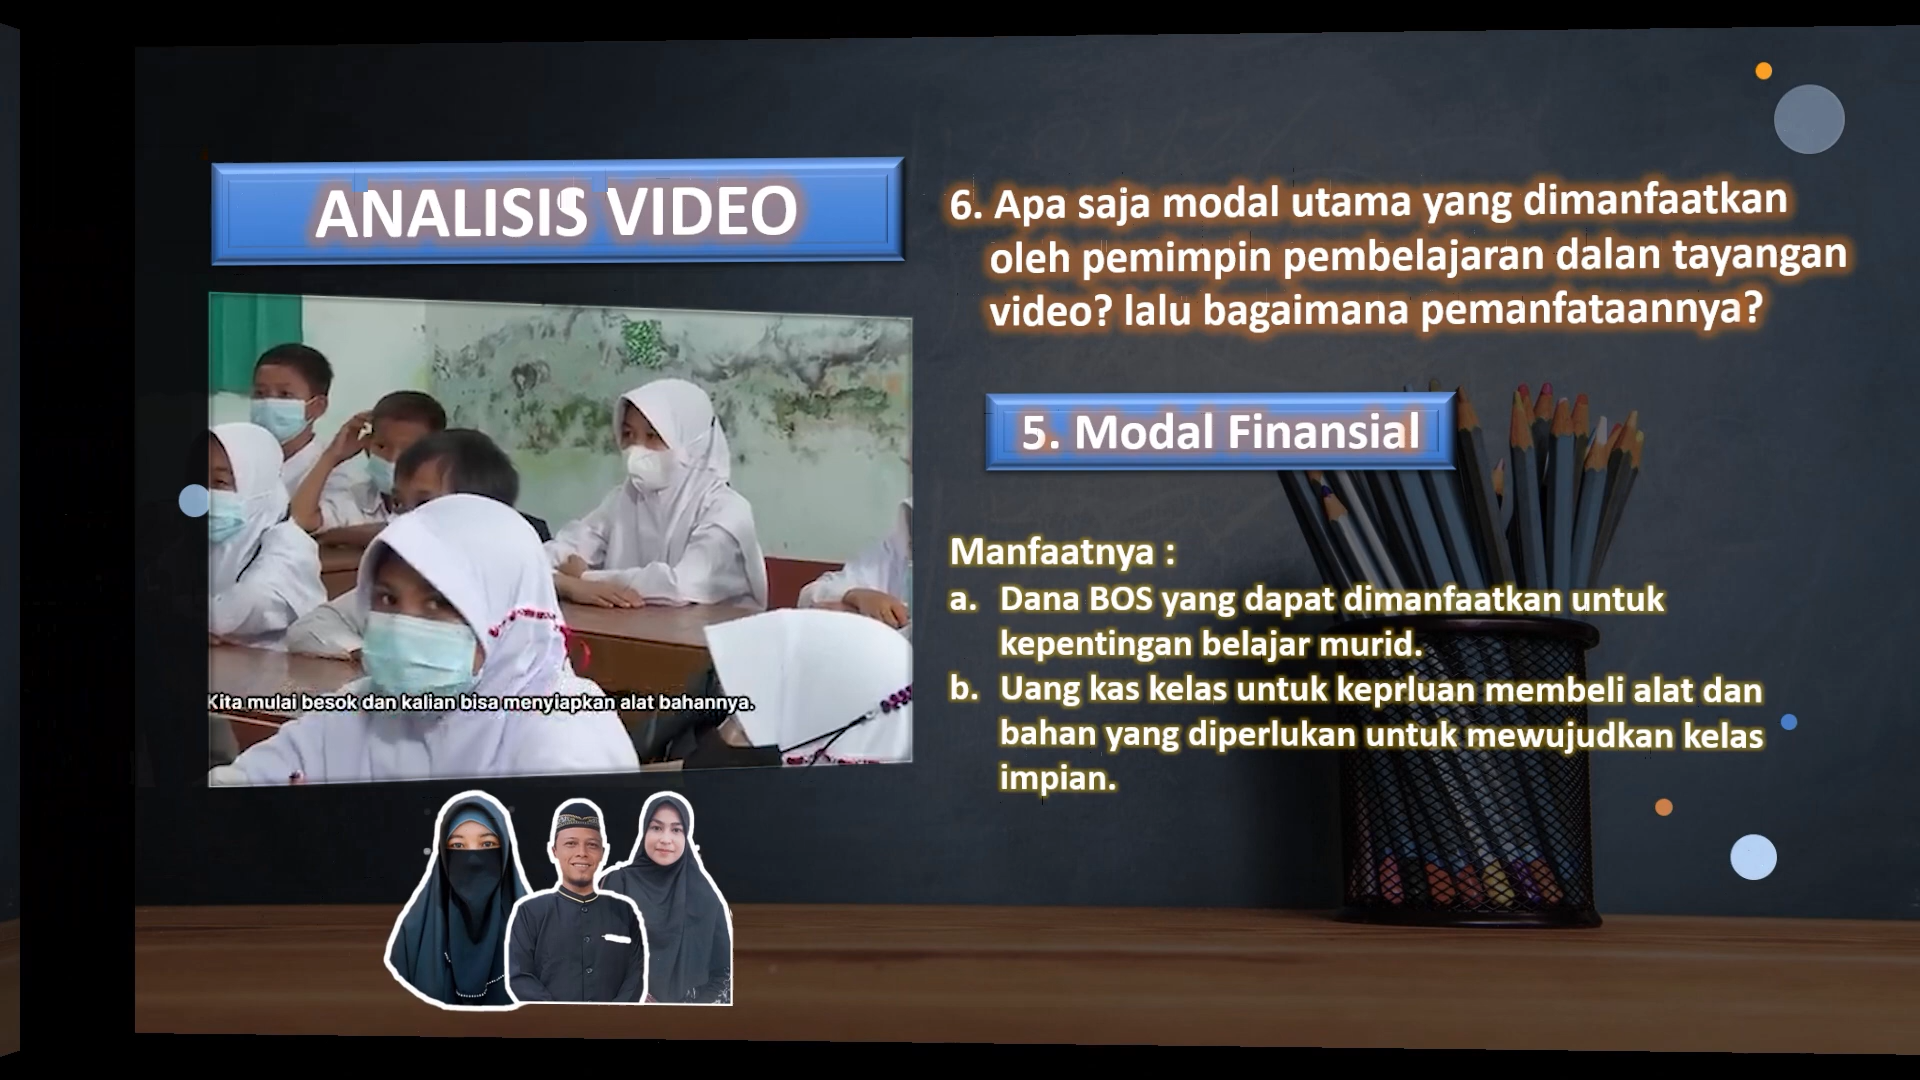 ANALISIS VIDEO
6. Apa saja modal utama yang dimanfaatkan
oleh pemimpin pembelajaran dalan tayangan
video? lalu bagaimana pemanfataannya?
5. Modal Finansial
Manfaatnya :
a. Dana BOS yang dapat dimanfaatkan untuk
kepentingan belajar murid.
b. Uang kas kelas untuk keprluan membeli alat dan
bahan yang diperlukan untuk mewujudkan kelas
impian.
Kita mulai besok dan kalian bisa menyiapkan alat bahannya.